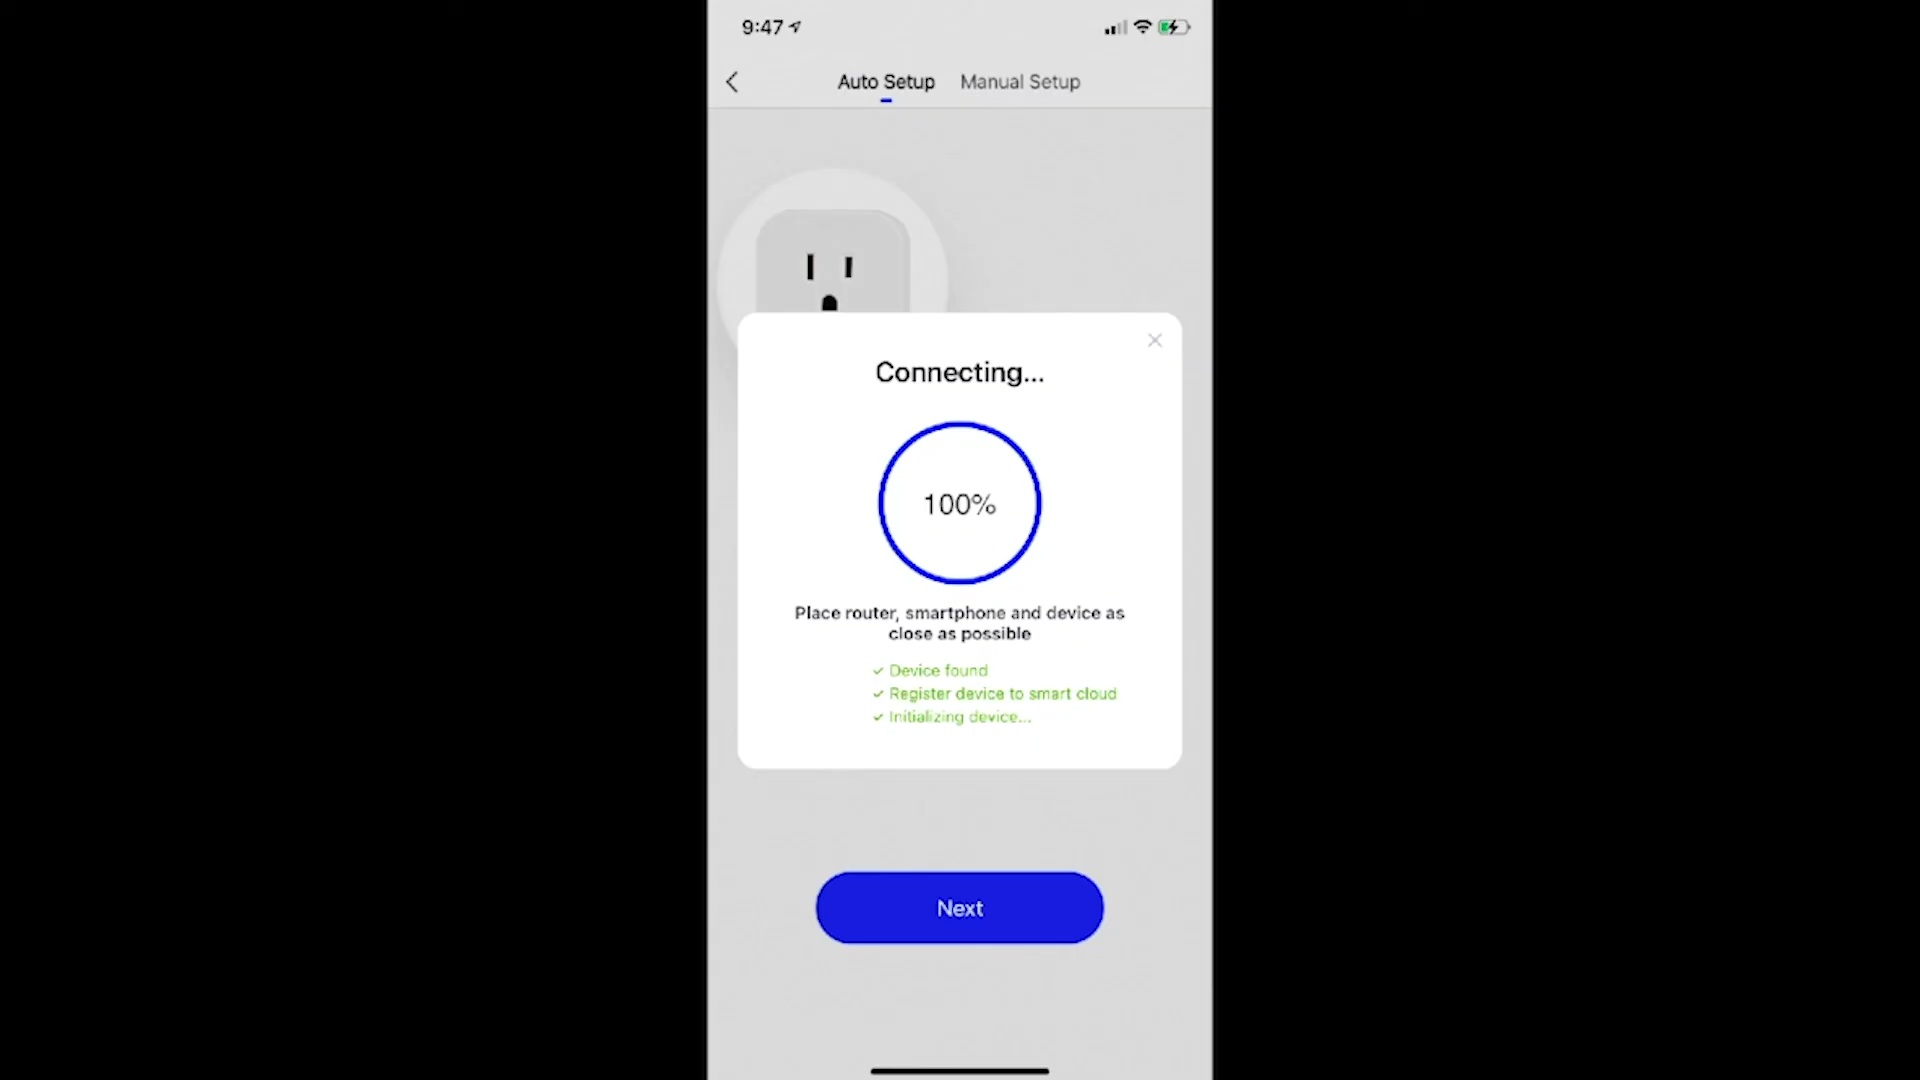 9:47
Auto Setup Manual Setup
Connecting...
100%
Place router, smartphone and device as
close as possible
✓ Device found
✓ Register device to smart cloud
✓ Initializing device...
Next